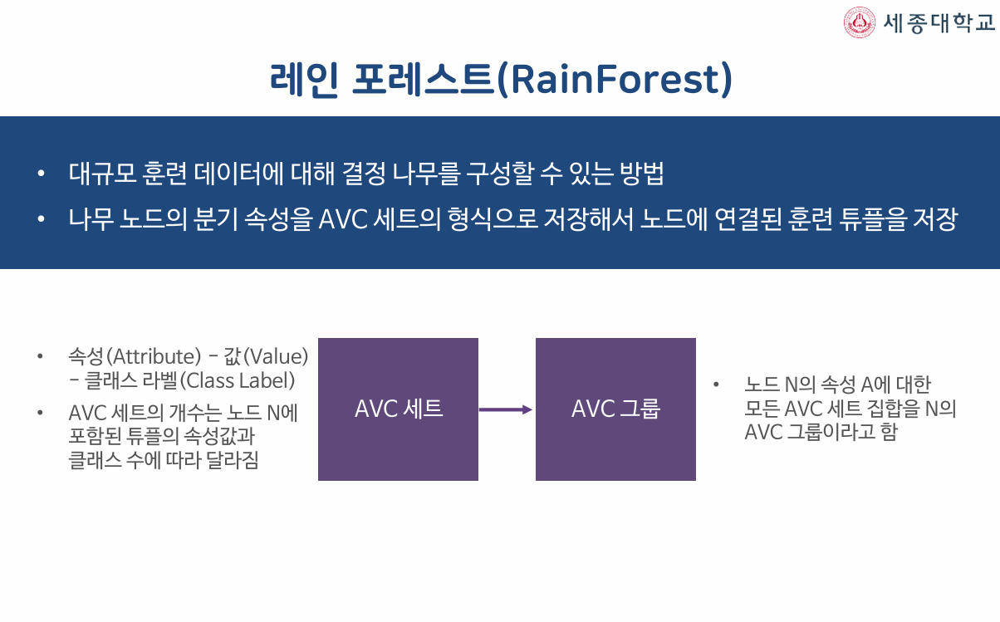 세종대학교
레인 포레스트(RainForest)
• 대규모 훈련 데이터에 대해 결정 나무를 구성할 수 있는 방법
• 나무 노드의 분기 속성을 AVC 세트의 형식으로 저장해서 노드에 연결된 훈련 튜플을 저장
• 속성(Attribute) – 값(Value)
– 클래스 라벨(Class Label)
• AVC 세트의 개수는 노드 N에
포함된 튜플의 속성값과
클래스 수에 따라 달라짐
AVC 세트
AVC 그룹
• 노드 N의 속성 A에 대한
모든 AVC 세트 집합을 N의
AVC 그룹이라고 함